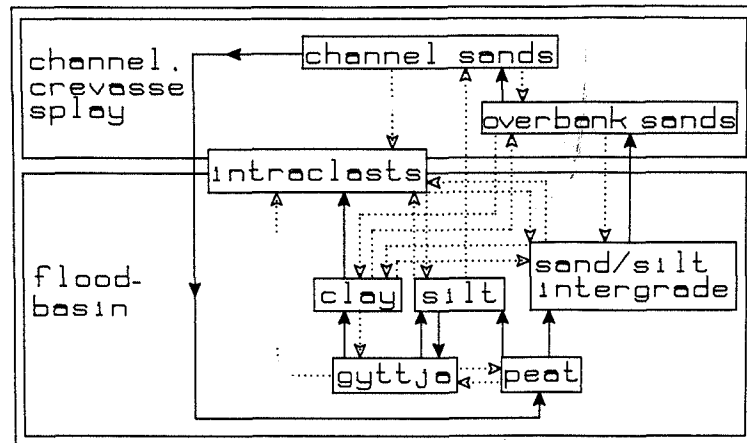 channel sands
channel,
crevasse
splay
overbank sands
intraclasts
flood-
basin
sand/silt
intergrade
clay
silt
gyttja
peat